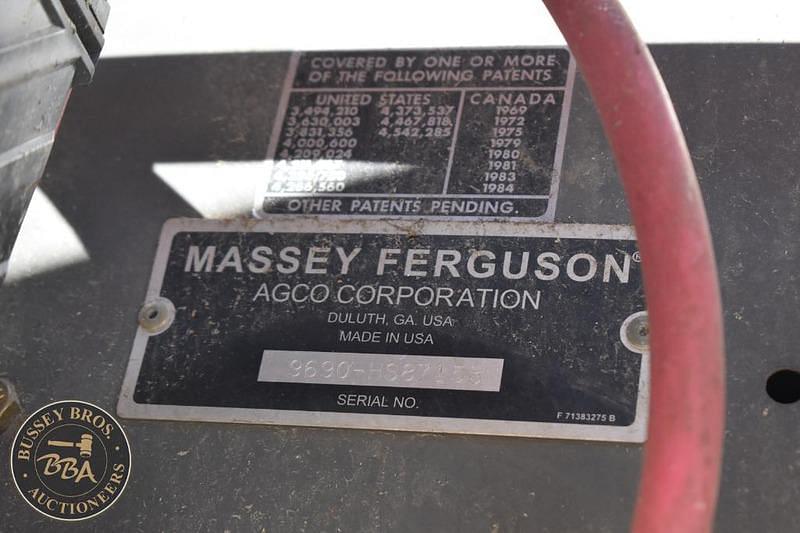 COVERED BY ONE OR MORE
OF THE FOLLOWING PATENTS
UNITED STATES
3,494,210 4,373,537
3,630,003 4,467,818
3,831,356 4,542,285
4,000,600
4,209,024
CANADA
1969
1972
1975
1979
1980
1981
1983
1984
OTHER PATENTS PENDING.
MASSEY FERGUSON®
AGCO CORPORATION
DULUTH, GA. USA
MADE IN USA
SERIAL NO.
F 71383275 B
BUSSEY BROS.
BBA
AUCTIONEERS